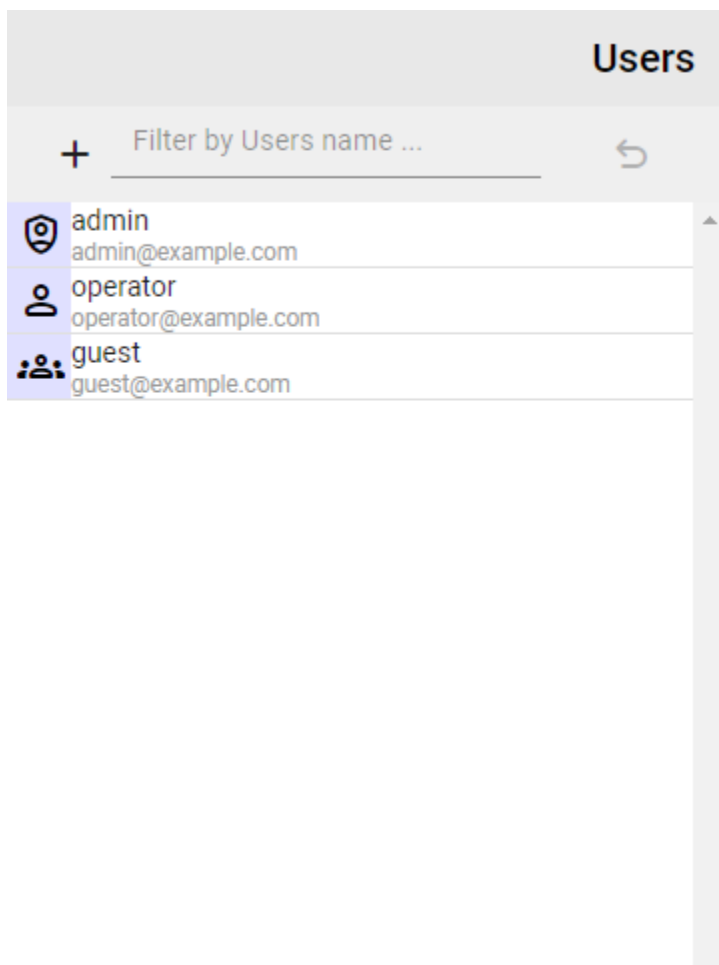 Users
Filter by Users name ...
admin
admin@example.com
operator
operator@example.com
guest
guest@example.com